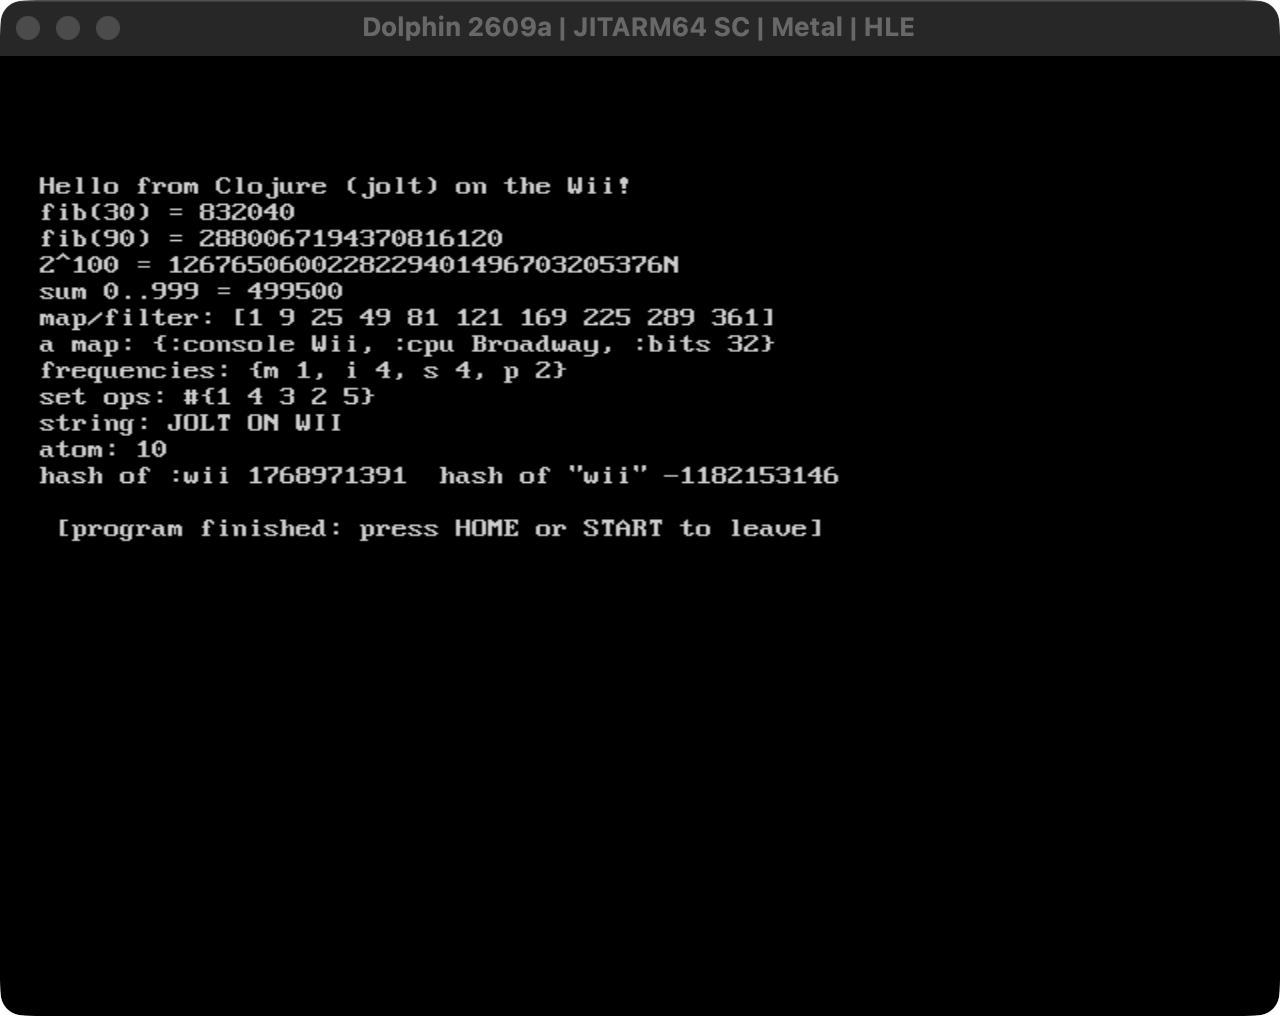 Dolphin 2609a | JITARM64 SC | Metal | HLE
Hello from Clojure (jolt) on the Wii!
fib(30) = 832040
fib(90) = 2880067194370816120
2^100 = 1267650600228229401496703205376N
sum 0..999 = 499500
map/filter: [1 9 25 49 81 121 169 225 289 361]
a map: {:console Wii, :cpu Broadway, :bits 32}
frequencies: {m 1, i 4, s 4, p 2}
set ops: #{1 4 3 2 5}
string: JOLT ON WII
atom: 10
hash of :wii 1768971391  hash of "wii" -1182153146
[program finished: press HOME or START to leave]